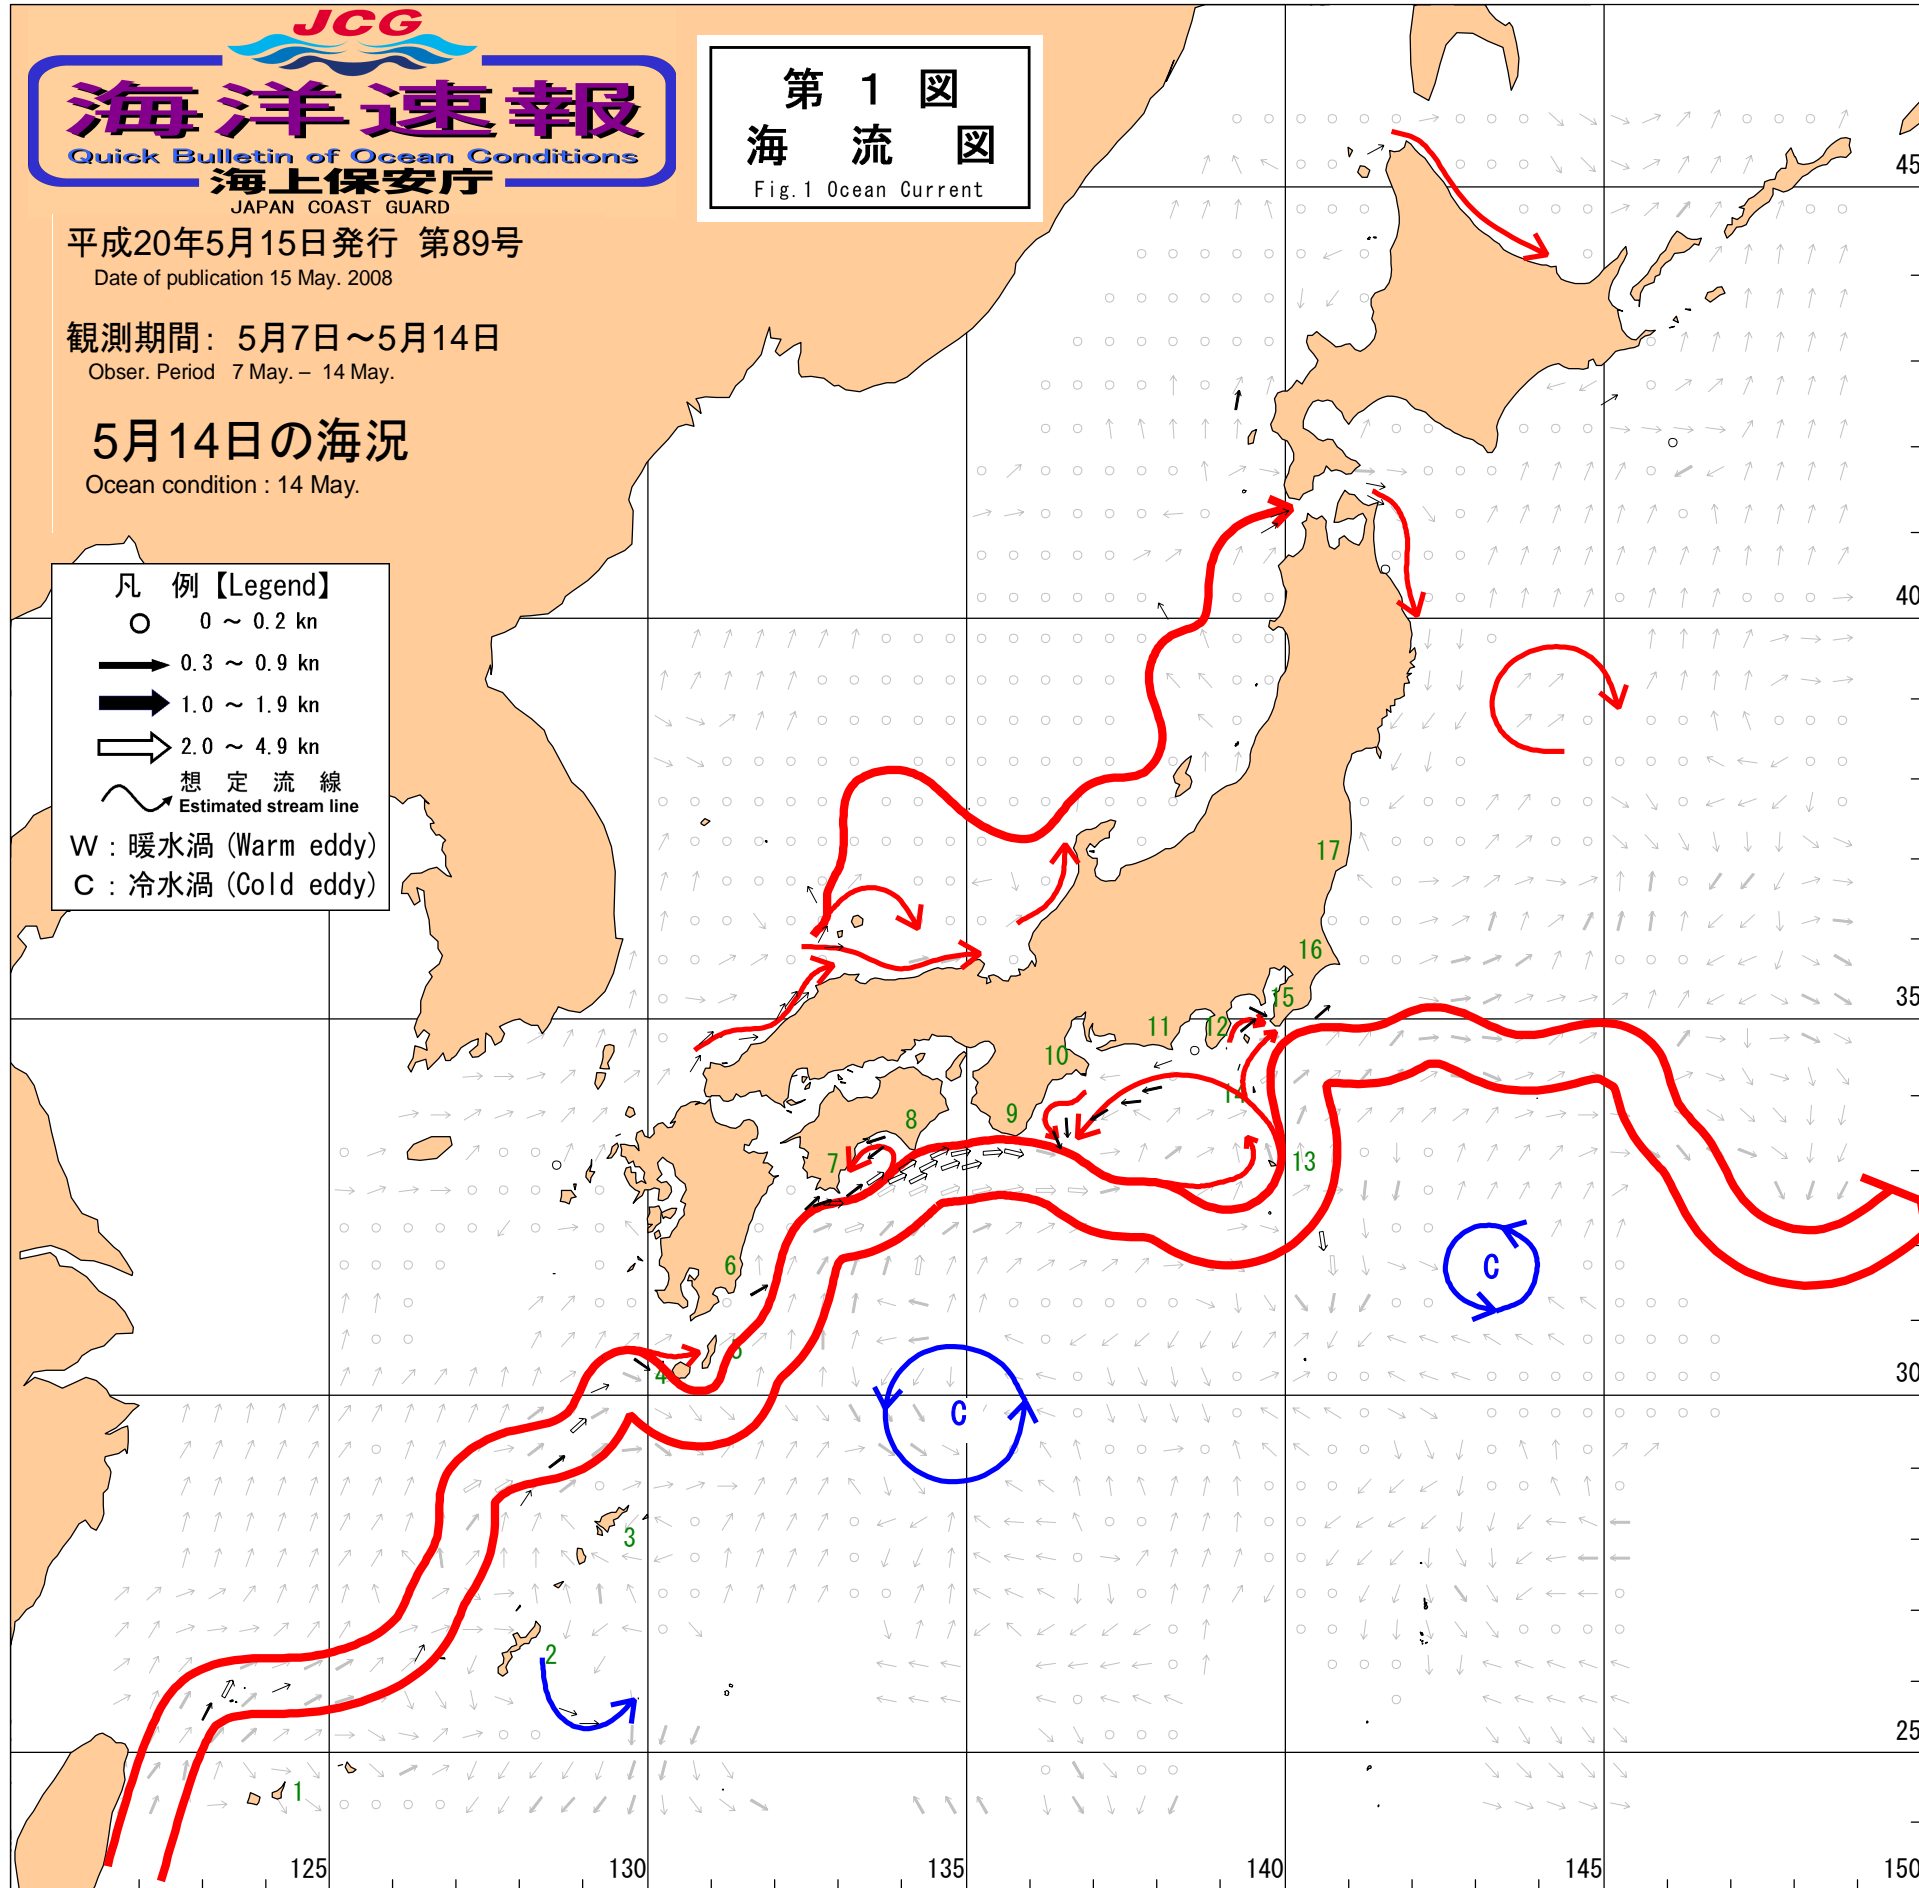 JCG
海洋速報
Quick Bulletin of Ocean Conditions
海上保安庁
JAPAN COAST GUARD
第 1 図
海 流 図
Fig.1 Ocean Current
平成20年5月15日発行 第89号
Date of publication 15 May. 2008
観測期間: 5月7日～5月14日
Obser. Period 7 May. – 14 May.
5月14日の海況
Ocean condition : 14 May.
凡 例【Legend】
0 ～ 0.2 kn
0.3 ～ 0.9 kn
1.0 ～ 1.9 kn
2.0 ～ 4.9 kn
想 定 流 線
Estimated stream line
W : 暖水渦 (Warm eddy)
C : 冷水渦 (Cold eddy)
45
40
35
30
25
17
16
15
12
11
10
14
9
8
7
13
6
5
4
3
2
1
C
C
125
130
135
140
145
150